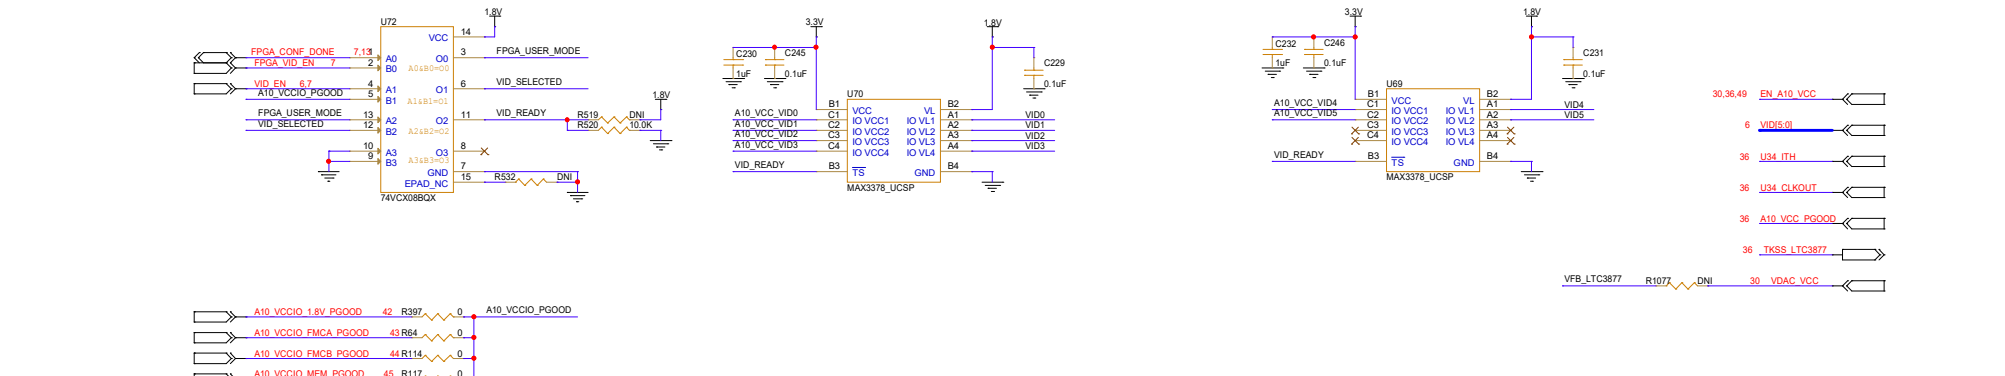 U72
1.8V
FPGA_CONF_DONE 7,13
FPGA_VID_EN 7
VID_EN 6,7
A10_VCCIO_PGOOD
FPGA_USER_MODE
VID_SELECTED
1
2
4
5
13
12
10
9
A0
B0
A1
B1
A2
B2
A3
B3
VCC
O0
A0&B0=O0
O1
A1&B1=O1
O2
A2&B2=O2
O3
A3&B3=O3
GND
EPAD_NC
14
3
6
11
8
7
15
74VCX08BQX
FPGA_USER_MODE
VID_SELECTED
VID_READY
R519 DNI
R520 10.0K
1.8V
R532 DNI
3.3V
1.8V
C230
1uF
C245
0.1uF
C229
0.1uF
U70
A10_VCC_VID0
A10_VCC_VID1
A10_VCC_VID2
A10_VCC_VID3
VID_READY
B1
C1
C2
C3
C4
B3
VCC
IO VCC1
IO VCC2
IO VCC3
IO VCC4
TS
VL
IO VL1
IO VL2
IO VL3
IO VL4
GND
B2
A1
A2
A3
A4
B4
VID0
VID1
VID2
VID3
MAX3378_UCSP
3.3V
1.8V
C232
1uF
C246
0.1uF
C231
0.1uF
U69
A10_VCC_VID4
A10_VCC_VID5
VID_READY
B1
C1
C2
C3
C4
B3
VCC
IO VCC1
IO VCC2
IO VCC3
IO VCC4
TS
VL
IO VL1
IO VL2
IO VL3
IO VL4
GND
B2
A1
A2
A3
A4
B4
VID4
VID5
MAX3378_UCSP
30,36,49 EN_A10_VCC
6 VID[5:0]
36 U34_ITH
36 U34_CLKOUT
36 A10_VCC_PGOOD
36 TKSS_LTC3877
VFB_LTC3877 R1077 DNI 30 VDAC_VCC
A10_VCCIO_1.8V_PGOOD 42 R397 0 A10_VCCIO_PGOOD
A10_VCCIO_FMCA_PGOOD 43 R64 0
A10_VCCIO_FMCB_PGOOD 44 R114 0
A10_VCCIO_MEM_PGOOD 45 R117 0